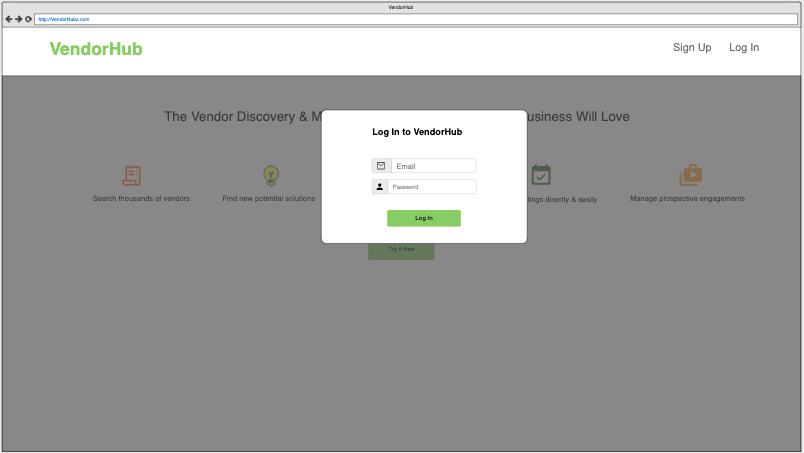 VendorHub
http://VendorHubz.com
VendorHub
Sign Up
Log In
The Vendor Discovery & M
usiness Will Love
Log In to VendorHub
Email
Password
Log In
Search thousands of vendors
Find new potential solutions
tings directly & easily
Manage prospective engagements
Try it free